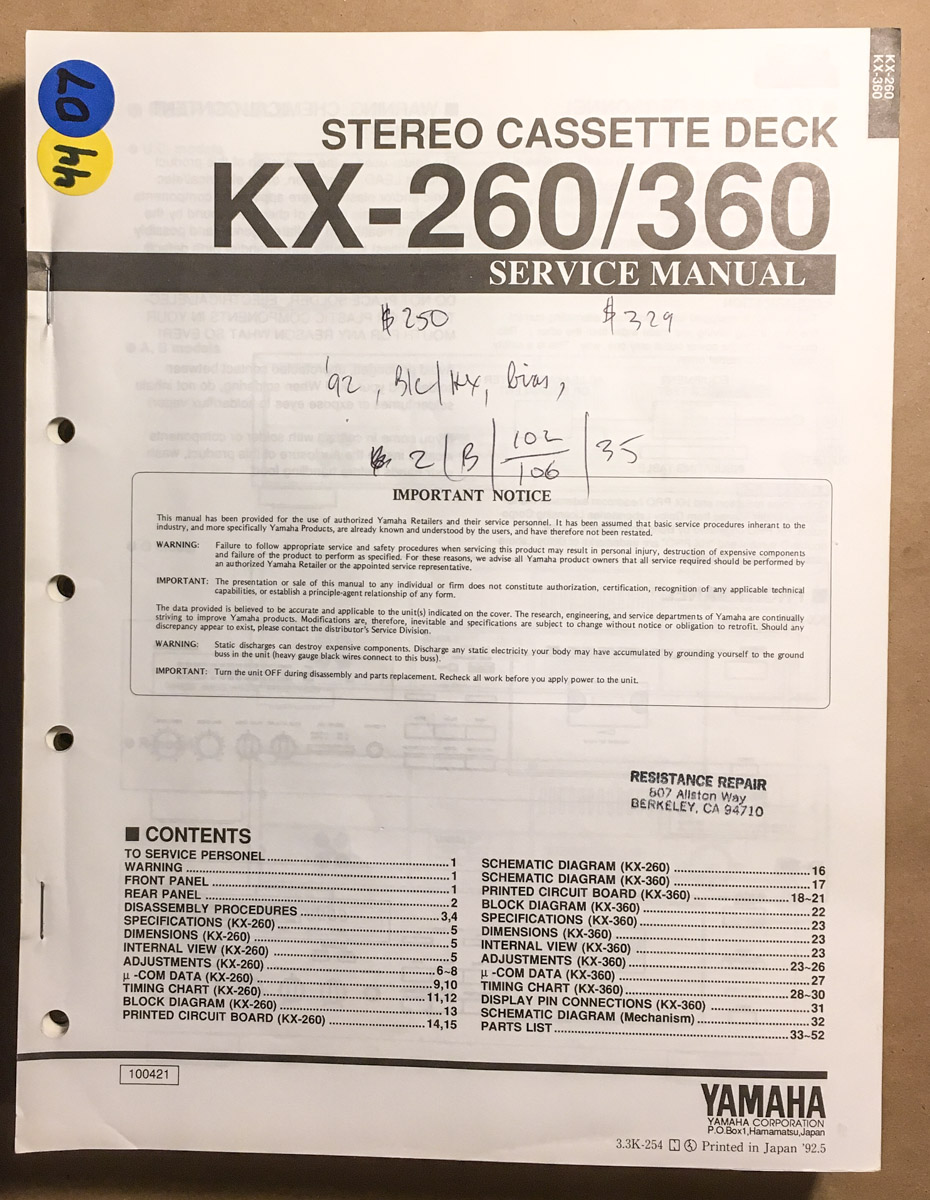 KX-260
KX-360
07
44
STEREO CASSETTE DECK
KX-260/360
SERVICE MANUAL
$250 $329
'92, B/c/Hx, bias,
2 B 102 35
106
IMPORTANT NOTICE
This manual has been provided for the use of authorized Yamaha Retailers and their service personnel. It has been assumed that basic service procedures inherant to the
industry, and more specifically Yamaha Products, are already known and understood by the users, and have therefore not been restated.
WARNING: Failure to follow appropriate service and safety procedures when servicing this product may result in personal injury, destruction of expensive components
and failure of the product to perform as specified. For these reasons, we advise all Yamaha product owners that all service required should be performed by
an authorized Yamaha Retailer or the appointed service representative.
IMPORTANT: The presentation or sale of this manual to any individual or firm does not constitute authorization, certification, recognition of any applicable technical
capabilities, or establish a principle-agent relationship of any form.
The data provided is believed to be accurate and applicable to the unit(s) indicated on the cover. The research, engineering, and service departments of Yamaha are continually
striving to improve Yamaha products. Modifications are, therefore, inevitable and specifications are subject to change without notice or obligation to retrofit. Should any
discrepancy appear to exist, please contact the distributor's Service Division.
WARNING: Static discharges can destroy expensive components. Discharge any static electricity your body may have accumulated by grounding yourself to the ground
buss in the unit (heavy gauge black wires connect to this buss).
IMPORTANT: Turn the unit OFF during disassembly and parts replacement. Recheck all work before you apply power to the unit.
RESISTANCE REPAIR
807 Allston Way
BERKELEY, CA 94710
■ CONTENTS
TO SERVICE PERSONEL 1
WARNING 1
FRONT PANEL 1
REAR PANEL 2
DISASSEMBLY PROCEDURES 3,4
SPECIFICATIONS (KX-260) 5
DIMENSIONS (KX-260) 5
INTERNAL VIEW (KX-260) 5
ADJUSTMENTS (KX-260) 6~8
μ-COM DATA (KX-260) 9,10
TIMING CHART (KX-260) 11,12
BLOCK DIAGRAM (KX-260) 13
PRINTED CIRCUIT BOARD (KX-260) 14,15
SCHEMATIC DIAGRAM (KX-260) 16
SCHEMATIC DIAGRAM (KX-360) 17
PRINTED CIRCUIT BOARD (KX-360) 18~21
BLOCK DIAGRAM (KX-360) 22
SPECIFICATIONS (KX-360) 23
DIMENSIONS (KX-360) 23
INTERNAL VIEW (KX-360) 23
ADJUSTMENTS (KX-360) 23~26
μ-COM DATA (KX-360) 27
TIMING CHART (KX-360) 28~30
DISPLAY PIN CONNECTIONS (KX-360) 31
SCHEMATIC DIAGRAM (Mechanism) 32
PARTS LIST 33~52
100421
YAMAHA
YAMAHA CORPORATION
P.O.Box1,Hamamatsu,Japan
3.3K-254 N A Printed in Japan '92.5